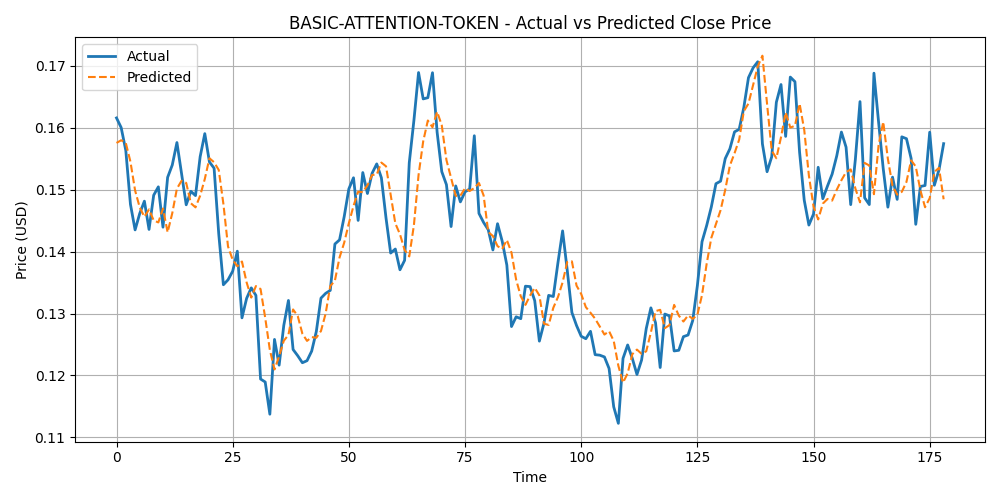 BASIC-ATTENTION-TOKEN - Actual vs Predicted Close Price
Actual
Predicted
Price (USD)
0.17
0.16
0.15
0.14
0.13
0.12
0.11
0 25 50 75 100 125 150 175
Time